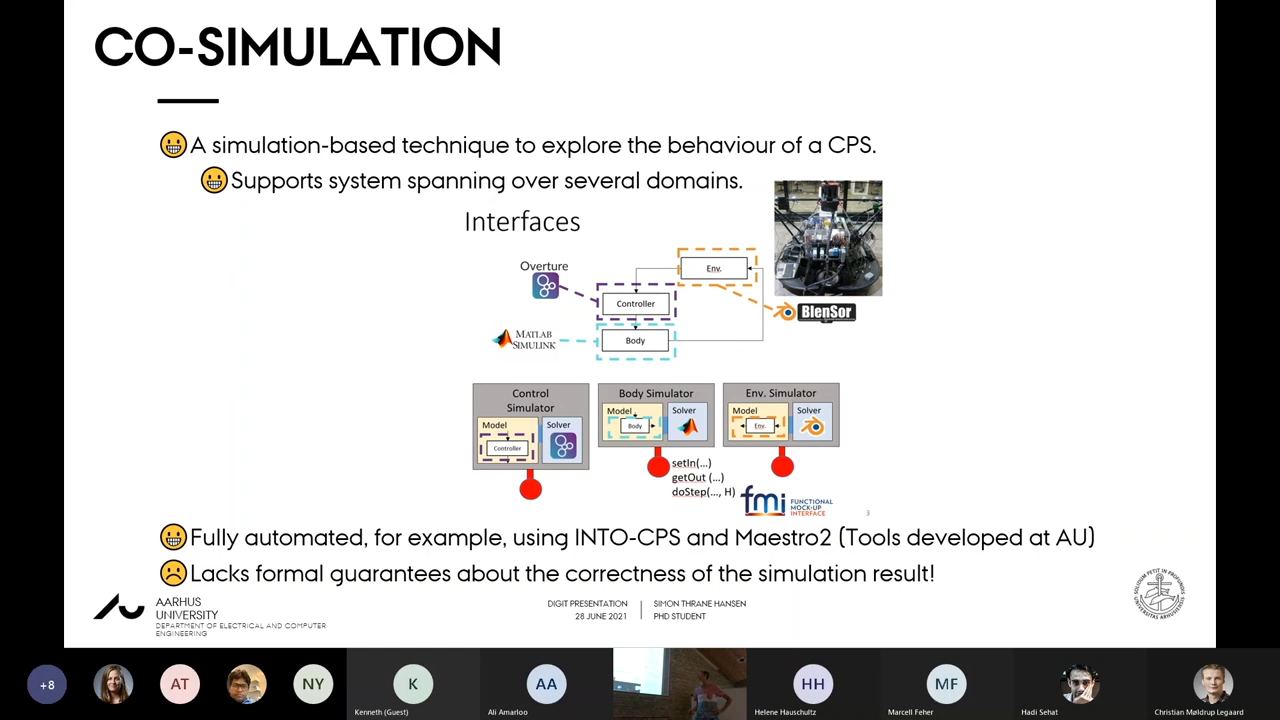 CO-SIMULATION
A simulation-based technique to explore the behaviour of a CPS.
Supports system spanning over several domains.
Interfaces
Overture
Env.
Controller
BlenSor
MATLAB
SIMULINK
Body
Control
Simulator
Model
Solver
Controller
Body Simulator
Model
Solver
Body
Env. Simulator
Model
Solver
Env.
setIn(...)
getOut (...)
doStep(..., H)
fmi FUNCTIONAL
MOCK-UP
INTERFACE
3
Fully automated, for example, using INTO-CPS and Maestro2 (Tools developed at AU)
Lacks formal guarantees about the correctness of the simulation result!
AARHUS
UNIVERSITY
DEPARTMENT OF ELECTRICAL AND COMPUTER
ENGINEERING
DIGIT PRESENTATION
28 JUNE 2021
SIMON THRANE HANSEN
PHD STUDENT
+8
AT
NY
K
Kenneth (Guest)
AA
Ali Amarloo
HH
Helene Hauschultz
MF
Marcell Feher
Hadi Sehat
Christian Møldrup Legaard